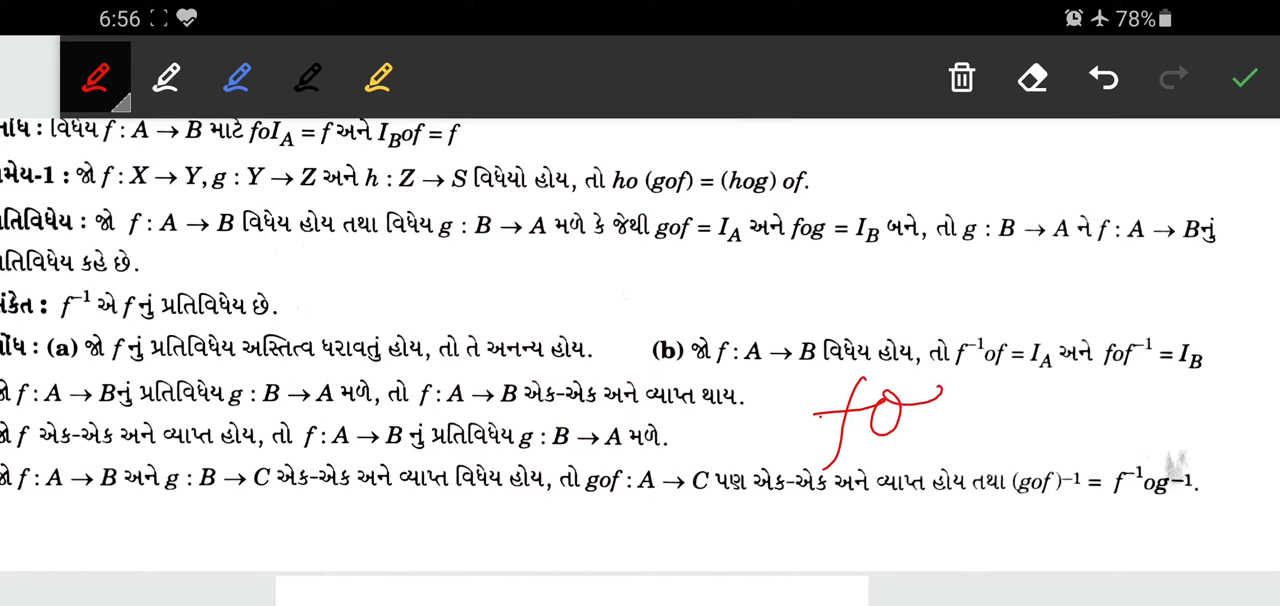 6:56 78%
નોંધ : વિધેય f : A → B માટે foI_A = f અને I_Bof = f
મેય-1 : જો f : X → Y, g : Y → Z અને h : Z → S વિધેયો હોય, તો ho (gof) = (hog) of.
્રતિવિધેય : જો f : A → B વિધેય હોય તથા વિધેય g : B → A મળે કે જેથી gof = I_A અને fog = I_B બને, તો g : B → A ને f : A → Bનું
્રતિવિધેય કહે છે.
સંકેત : f⁻¹ એ f નું પ્રતિવિધેય છે.
નોંધ : (a) જો f નું પ્રતિવિધેય અસ્તિત્વ ધરાવતું હોય, તો તે અનન્ય હોય. (b) જો f : A → B વિધેય હોય, તો f⁻¹of = I_A અને fof⁻¹ = I_B
જો f : A → Bનું પ્રતિવિધેય g : B → A મળે, તો f : A → B એક-એક અને વ્યાપ્ત થાય.
fo
જો f એક-એક અને વ્યાપ્ત હોય, તો f : A → B નું પ્રતિવિધેય g : B → A મળે.
જો f : A → B અને g : B → C એક-એક અને વ્યાપ્ત વિધેય હોય, તો gof : A → C પણ એક-એક અને વ્યાપ્ત હોય તથા (gof)⁻¹ = f⁻¹og⁻¹.